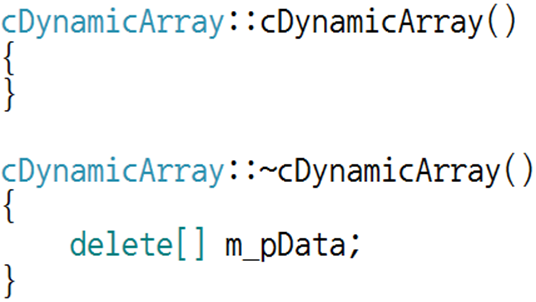 cDynamicArray::cDynamicArray()
{
}
cDynamicArray::~cDynamicArray()
{
    delete[] m_pData;
}